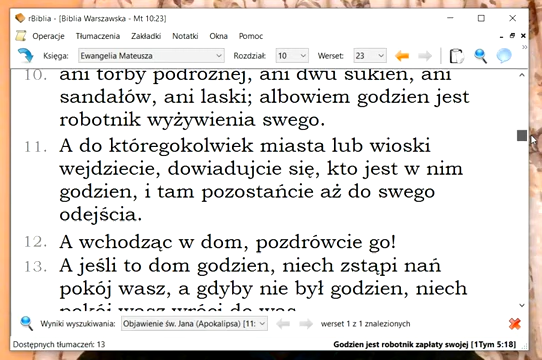 rBiblia - [Biblia Warszawska - Mt 10:23]
Operacje Tłumaczenia Zakładki Notatki Okna Pomoc
Księga: Ewangelia Mateusza Rozdział: 10 Werset: 23
10. ani torby podróżnej, ani dwu sukien, ani
sandałów, ani laski; albowiem godzien jest
robotnik wyżywienia swego.
11. A do któregokolwiek miasta lub wioski
wejdziecie, dowiadujcie się, kto jest w nim
godzien, i tam pozostańcie aż do swego
odejścia.
12. A wchodząc w dom, pozdrówcie go!
13. A jeśli to dom godzien, niech zstąpi nań
pokój wasz, a gdyby nie był godzien, niech
pokój wasz wróci do was.
Wyniki wyszukiwania: Objawienie św. Jana (Apokalipsa) [11: werset 1 z 1 znalezionych
Dostępnych tłumaczeń: 13 Godzien jest robotnik zapłaty swojej [1Tym 5:18]